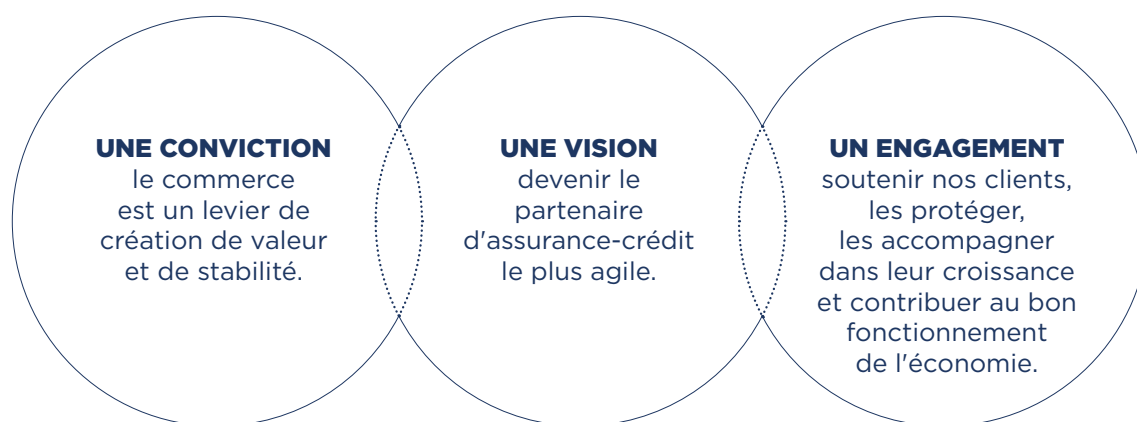 UNE CONVICTION
le commerce
est un levier de
création de valeur
et de stabilité.
UNE VISION
devenir le
partenaire
d'assurance-crédit
le plus agile.
UN ENGAGEMENT
soutenir nos clients,
les protéger,
les accompagner
dans leur croissance
et contribuer au bon
fonctionnement
de l'économie.